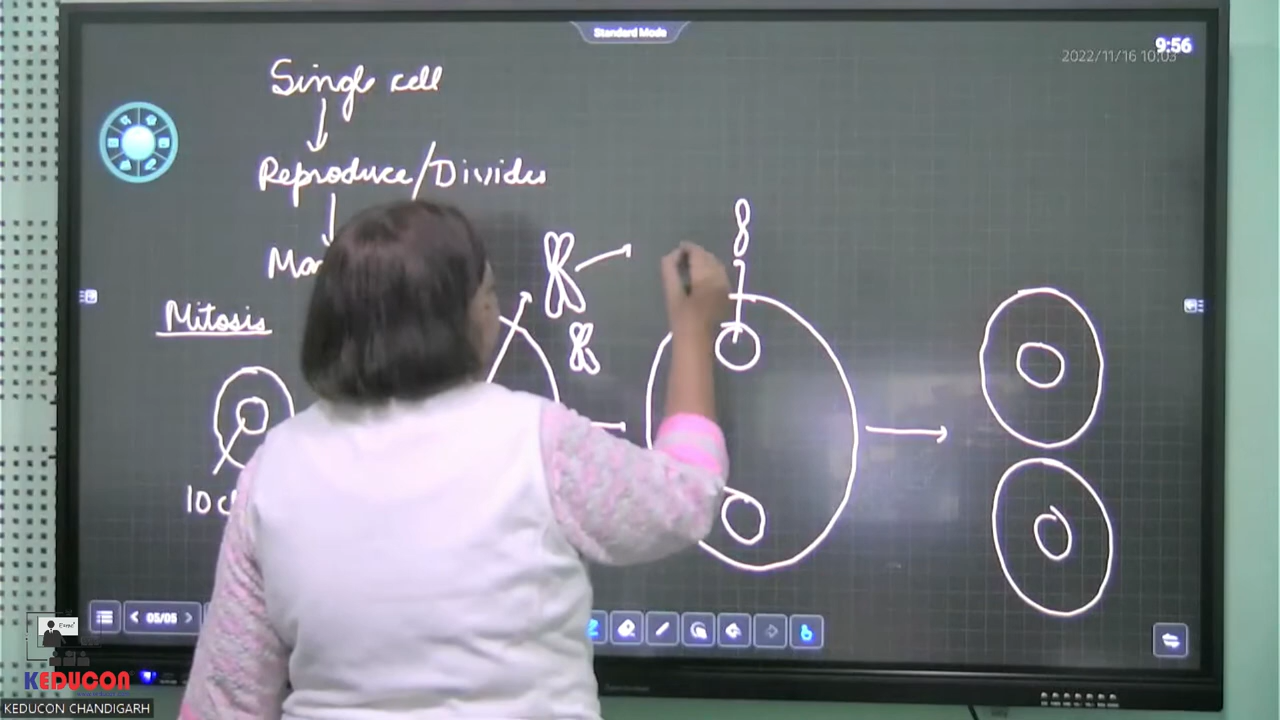 Standard Mode
9:56
2022/11/16 10:03
Single cell
Reproduce/Divides
Mitosis
10
05/05
KEDUCON
KEDUCON CHANDIGARH